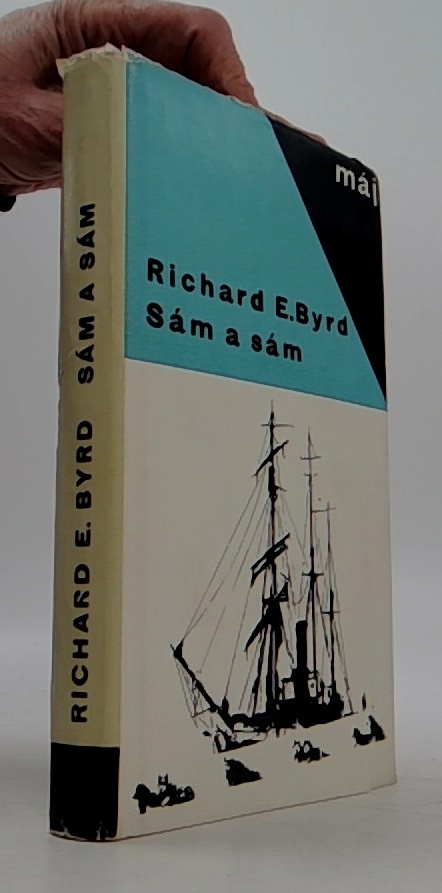 máj
Richard E. Byrd
Sám a sám
RICHARD E. BYRD SÁM A SÁM